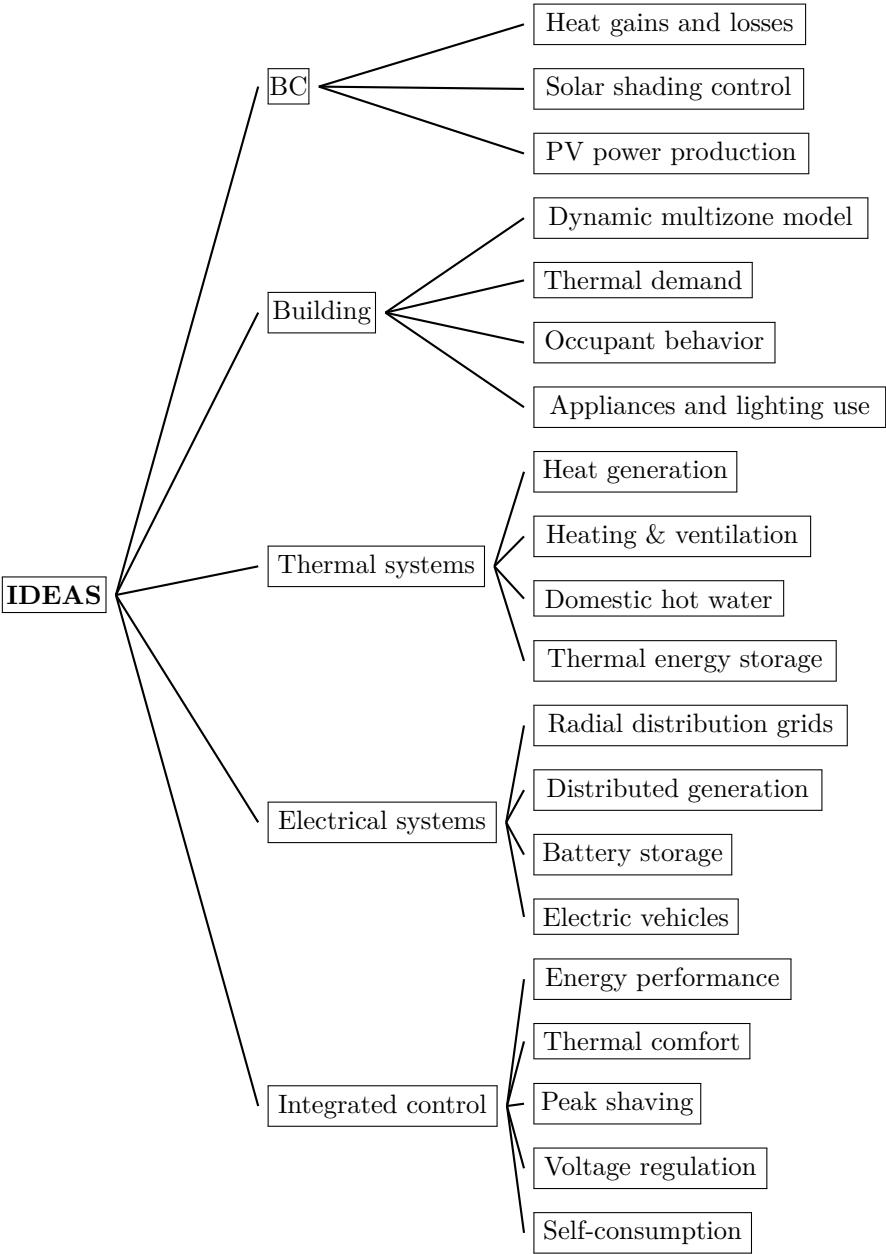 IDEAS
BC
Heat gains and losses
Solar shading control
PV power production
Building
Dynamic multizone model
Thermal demand
Occupant behavior
Appliances and lighting use
Thermal systems
Heat generation
Heating & ventilation
Domestic hot water
Thermal energy storage
Electrical systems
Radial distribution grids
Distributed generation
Battery storage
Electric vehicles
Integrated control
Energy performance
Thermal comfort
Peak shaving
Voltage regulation
Self-consumption